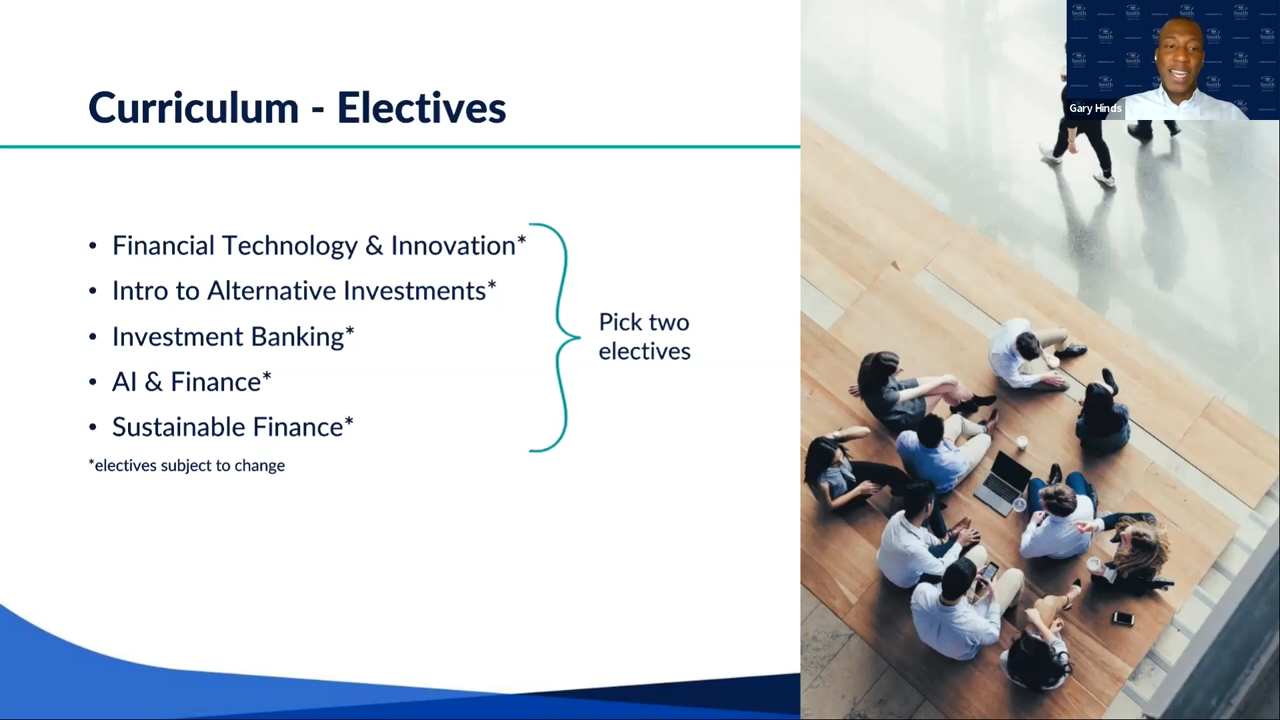 Curriculum - Electives
• Financial Technology & Innovation*
• Intro to Alternative Investments*
• Investment Banking*
• AI & Finance*
• Sustainable Finance*
*electives subject to change
Pick two
electives
Gary Hinds
Smith